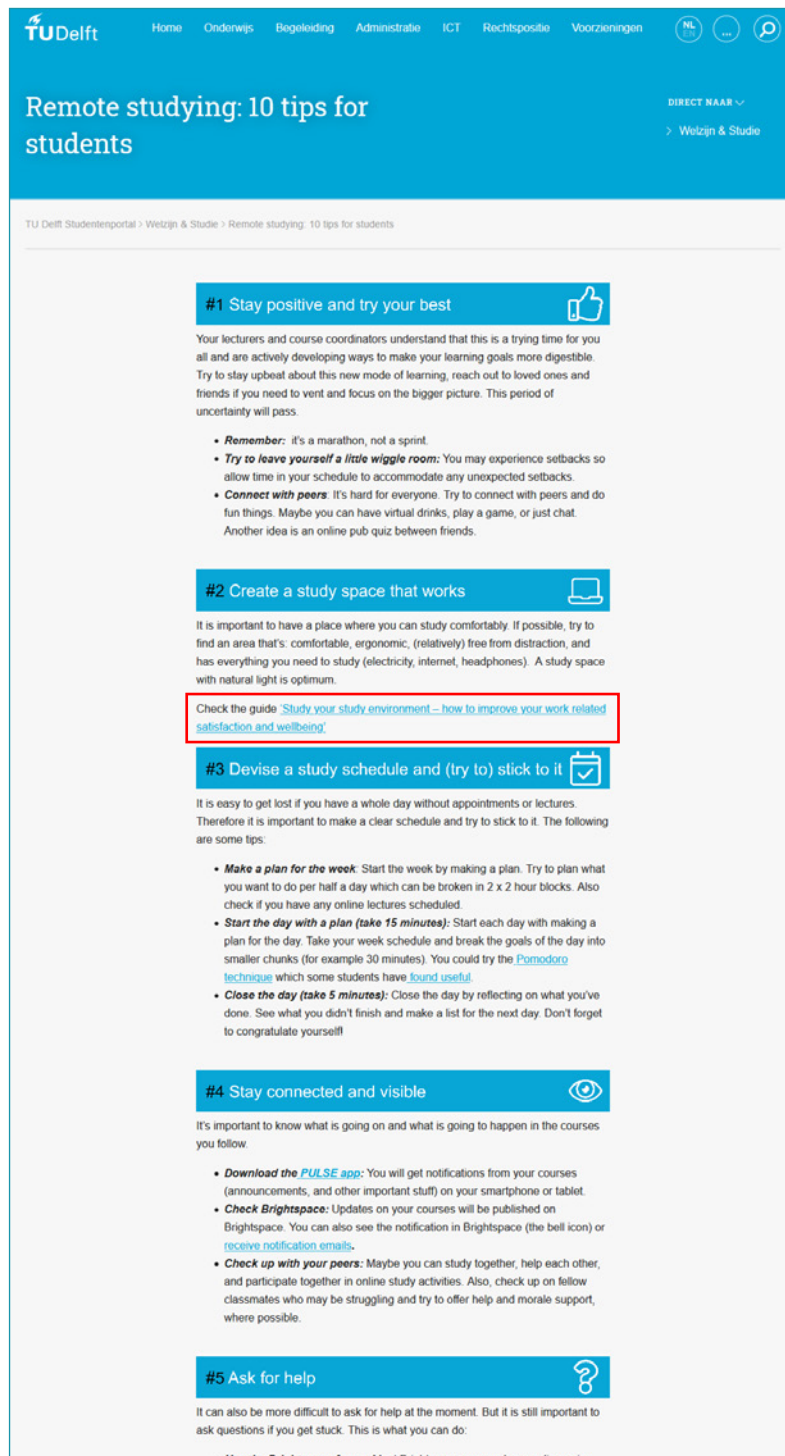 TUDelft
Home Onderwijs Begeleiding Administratie ICT Rechtspositie Voorzieningen NL EN ...
Remote studying: 10 tips for
students
DIRECT NAAR
> Welzijn & Studie
TU Delft Studentenportal > Welzijn & Studie > Remote studying: 10 tips for students
#1 Stay positive and try your best
Your lecturers and course coordinators understand that this is a trying time for you
all and are actively developing ways to make your learning goals more digestible.
Try to stay upbeat about this new mode of learning, reach out to loved ones and
friends if you need to vent and focus on the bigger picture. This period of
uncertainty will pass.
• Remember: it's a marathon, not a sprint.
• Try to leave yourself a little wiggle room: You may experience setbacks so
allow time in your schedule to accommodate any unexpected setbacks.
• Connect with peers: It's hard for everyone. Try to connect with peers and do
fun things. Maybe you can have virtual drinks, play a game, or just chat.
Another idea is an online pub quiz between friends.
#2 Create a study space that works
It is important to have a place where you can study comfortably. If possible, try to
find an area that's: comfortable, ergonomic, (relatively) free from distraction, and
has everything you need to study (electricity, internet, headphones). A study space
with natural light is optimum.
Check the guide 'Study your study environment – how to improve your work related
satisfaction and wellbeing'
#3 Devise a study schedule and (try to) stick to it
It is easy to get lost if you have a whole day without appointments or lectures.
Therefore it is important to make a clear schedule and try to stick to it. The following
are some tips:
• Make a plan for the week: Start the week by making a plan. Try to plan what
you want to do per half a day which can be broken in 2 x 2 hour blocks. Also
check if you have any online lectures scheduled.
• Start the day with a plan (take 15 minutes): Start each day with making a
plan for the day. Take your week schedule and break the goals of the day into
smaller chunks (for example 30 minutes). You could try the Pomodoro
technique which some students have found useful.
• Close the day (take 5 minutes): Close the day by reflecting on what you've
done. See what you didn't finish and make a list for the next day. Don't forget
to congratulate yourself!
#4 Stay connected and visible
It's important to know what is going on and what is going to happen in the courses
you follow.
• Download the PULSE app: You will get notifications from your courses
(announcements, and other important stuff) on your smartphone or tablet.
• Check Brightspace: Updates on your courses will be published on
Brightspace. You can also see the notification in Brightspace (the bell icon) or
receive notification emails.
• Check up with your peers: Maybe you can study together, help each other,
and participate together in online study activities. Also, check up on fellow
classmates who may be struggling and try to offer help and morale support,
where possible.
#5 Ask for help
It can also be more difficult to ask for help at the moment. But it is still important to
ask questions if you get stuck. This is what you can do: